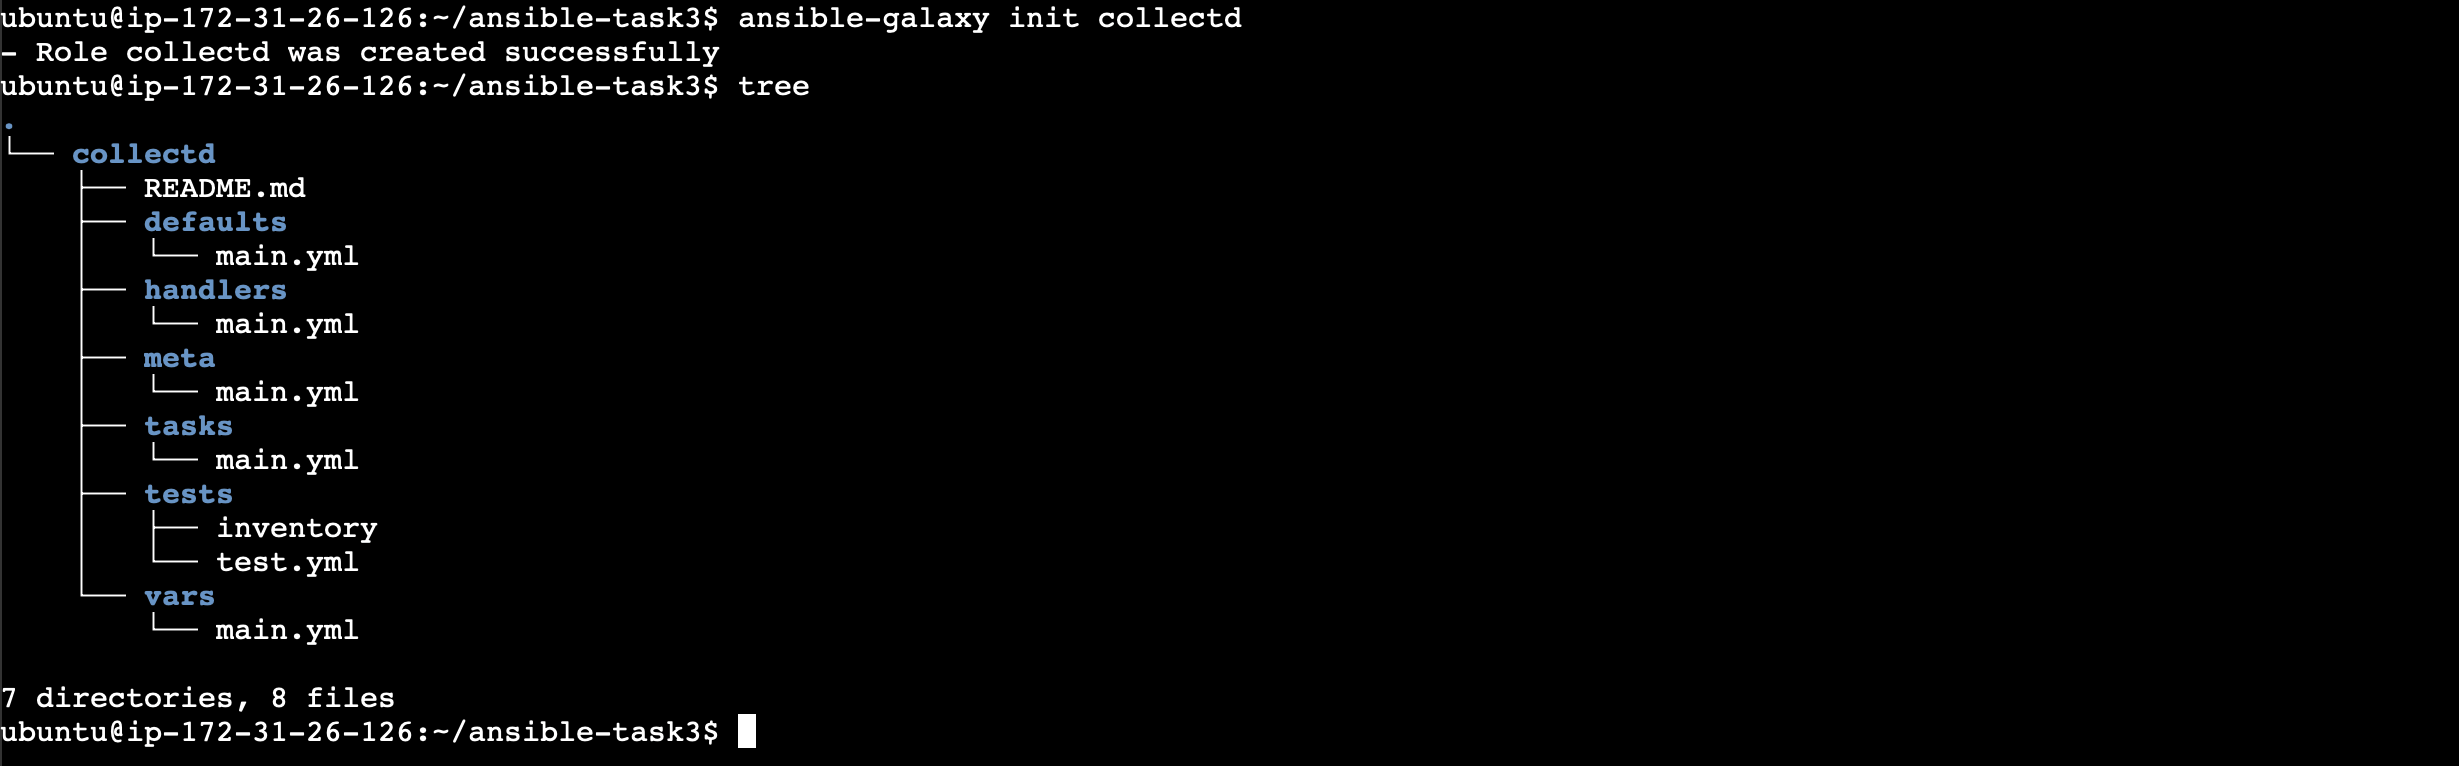 ubuntu@ip-172-31-26-126:~/ansible-task3$ ansible-galaxy init collectd
- Role collectd was created successfully
ubuntu@ip-172-31-26-126:~/ansible-task3$ tree
.
└── collectd
    ├── README.md
    ├── defaults
    │   └── main.yml
    ├── handlers
    │   └── main.yml
    ├── meta
    │   └── main.yml
    ├── tasks
    │   └── main.yml
    ├── tests
    │   ├── inventory
    │   └── test.yml
    └── vars
        └── main.yml

7 directories, 8 files
ubuntu@ip-172-31-26-126:~/ansible-task3$